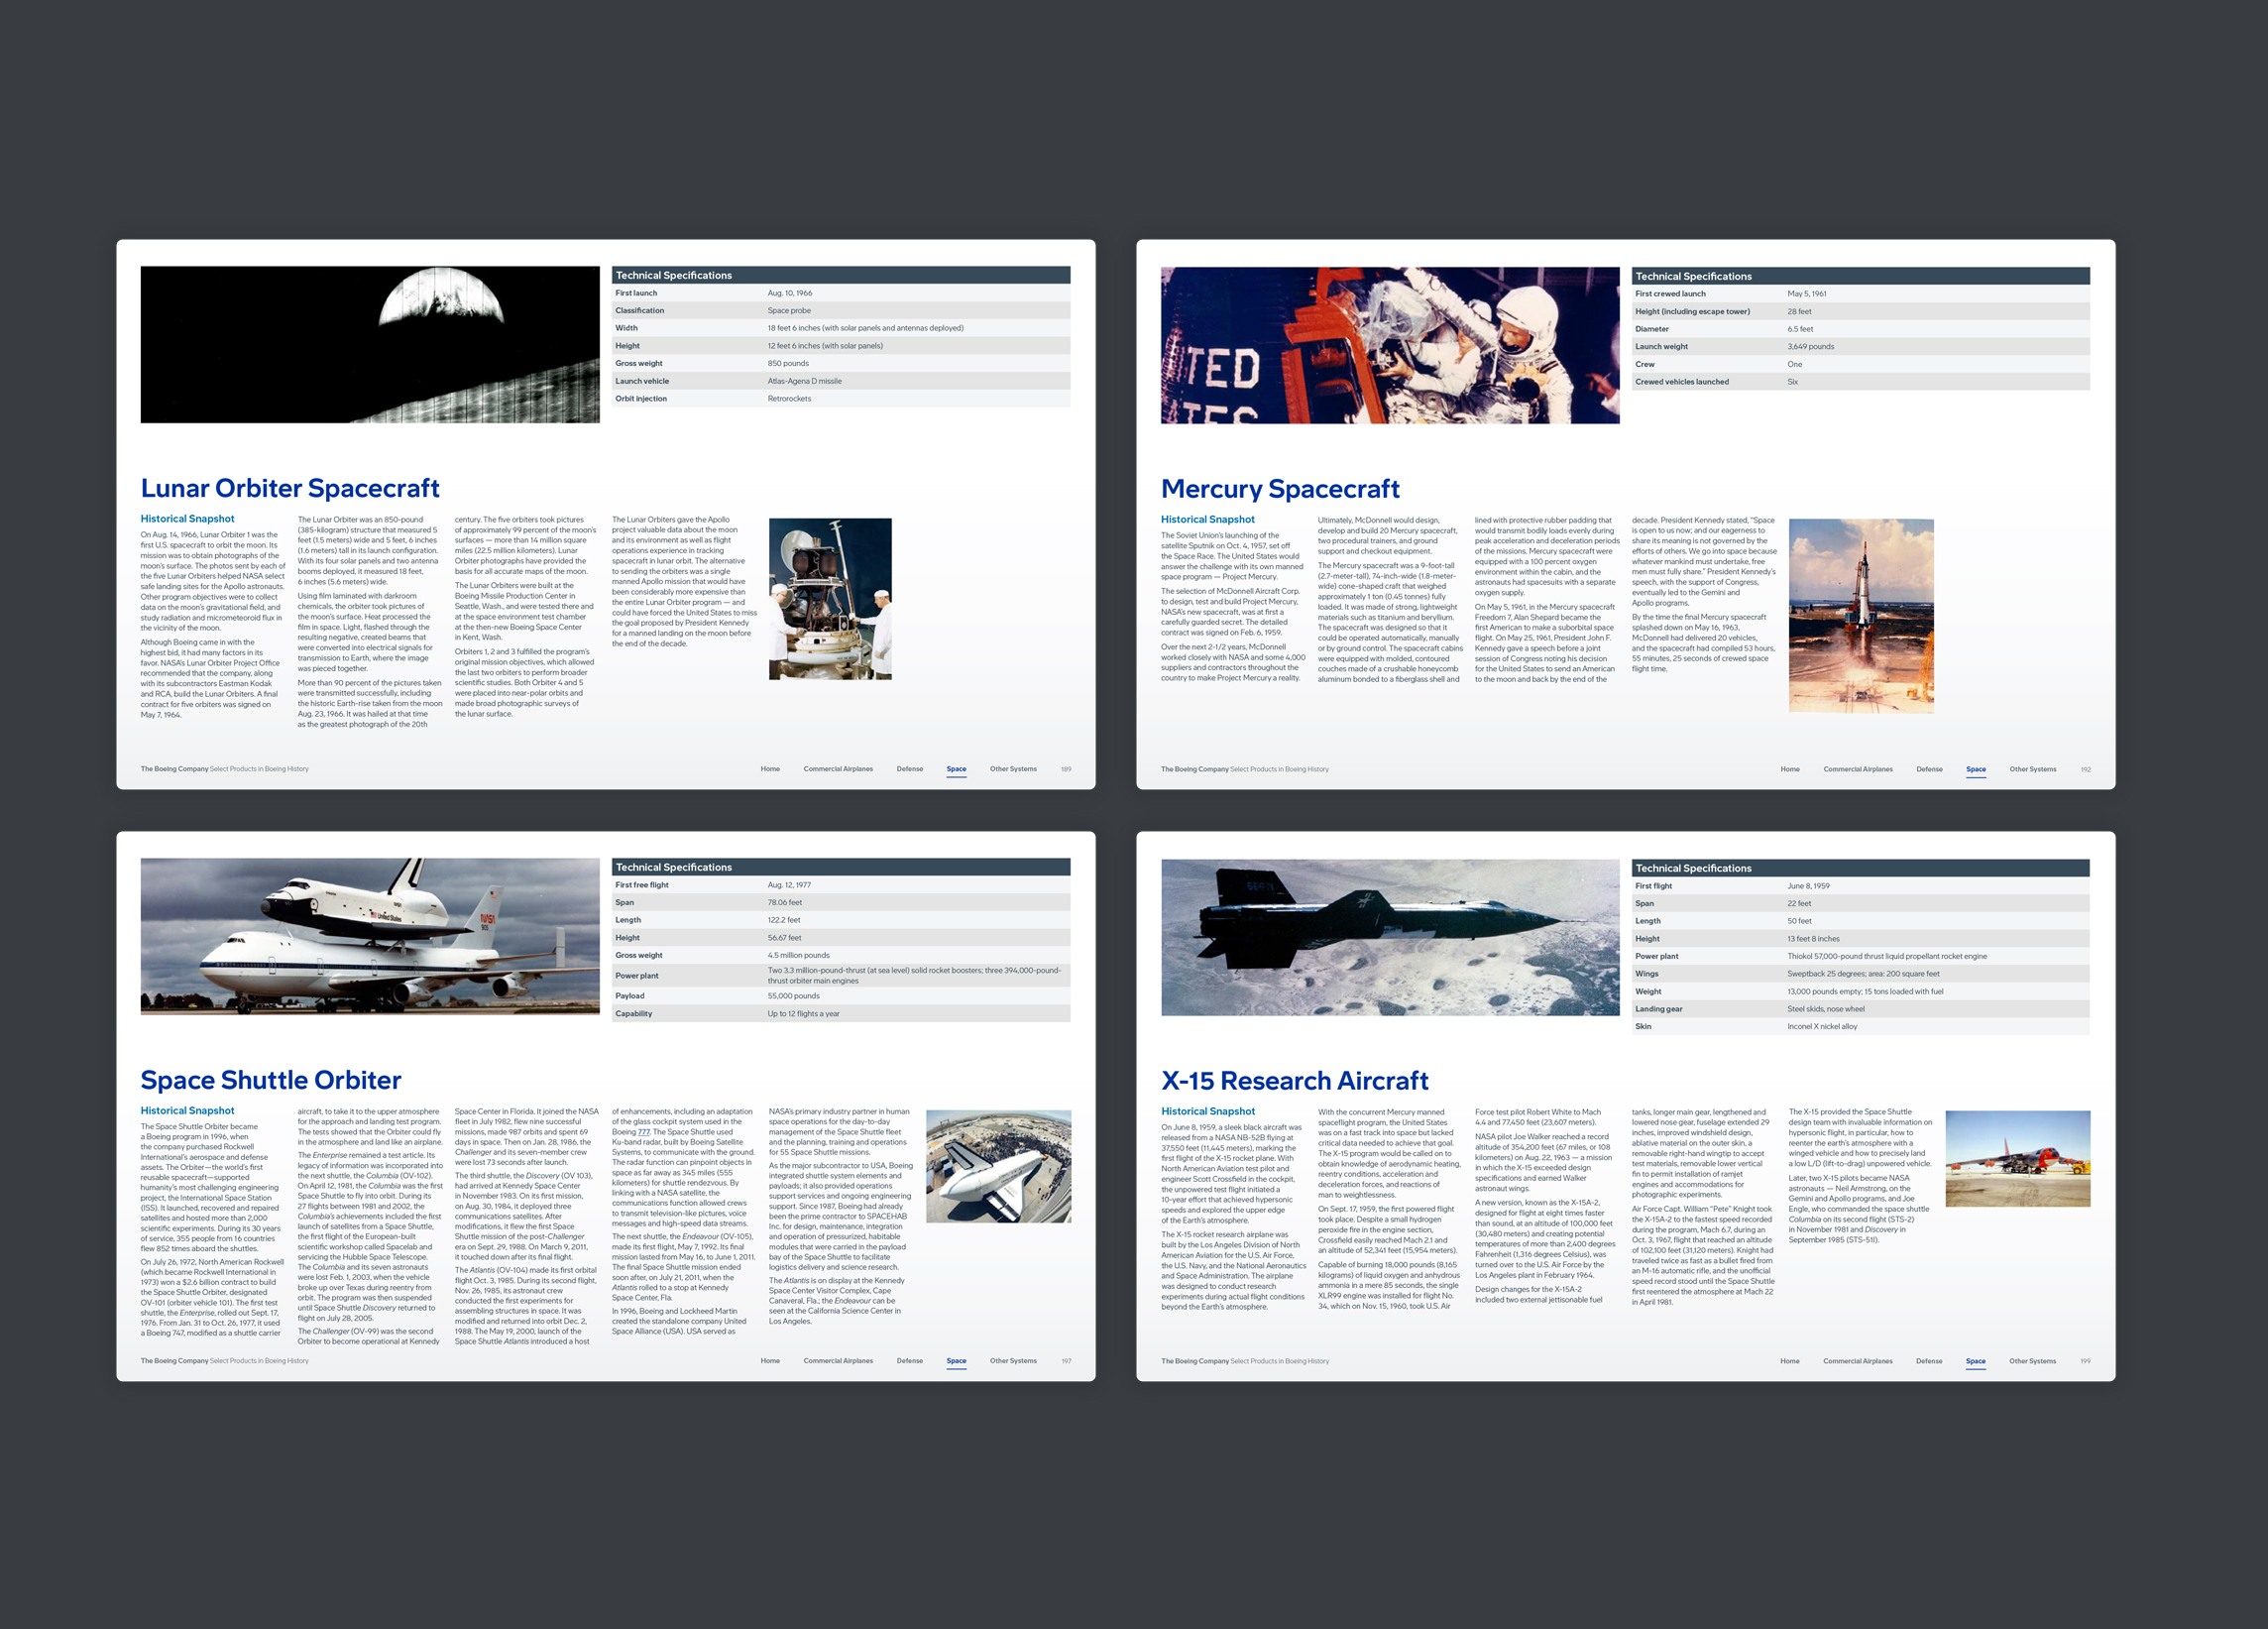 Technical Specifications
First launch Aug. 10, 1966
Classification Space probe
Width 18 feet 6 inches (with solar panels and antennas deployed)
Height 12 feet 6 inches (with solar panels)
Gross weight 850 pounds
Launch vehicle Atlas-Agena D missile
Orbit injection Retrorockets
Lunar Orbiter Spacecraft
Historical Snapshot
On Aug. 14, 1966, Lunar Orbiter 1 was the
first U.S. spacecraft to orbit the moon. Its
mission was to obtain photographs of the
moon's surface. The photos sent by each of
the five Lunar Orbiters helped NASA select
safe landing sites for the Apollo astronauts.
Other program objectives were to collect
data on the moon's gravitational field, and
study radiation and micrometeoroid flux in
the vicinity of the moon.
Although Boeing came in with the
highest bid, it had many factors in its
favor. NASA's Lunar Orbiter Project Office
recommended that the company, along
with its subcontractors Eastman Kodak
and RCA, build the Lunar Orbiters. A final
contract for five orbiters was signed on
May 7, 1964.
The Lunar Orbiter was an 850-pound
(385-kilogram) structure that measured 5
feet (1.5 meters) wide and 5 feet, 6 inches
(1.6 meters) tall in its launch configuration.
With its four solar panels and two antenna
booms deployed, it measured 18 feet,
6 inches (5.6 meters) wide.
Using film laminated with darkroom
chemicals, the orbiter took pictures of
the moon's surface. Heat processed the
film in space. Light, flashed through the
resulting negative, created beams that
were converted into electrical signals for
transmission to Earth, where the image
was pieced together.
More than 90 percent of the pictures taken
were transmitted successfully, including
the historic Earth-rise taken from the moon
Aug. 23, 1966. It was hailed at that time
as the greatest photograph of the 20th
century. The five orbiters took pictures
of approximately 99 percent of the moon's
surfaces — more than 14 million square
miles (22.5 million kilometers). Lunar
Orbiter photographs have provided the
basis for all accurate maps of the moon.
The Lunar Orbiters were built at the
Boeing Missile Production Center in
Seattle, Wash., and were tested there and
at the space environment test chamber
at the then-new Boeing Space Center
in Kent, Wash.
Orbiters 1, 2 and 3 fulfilled the program's
original mission objectives, which allowed
the last two orbiters to perform broader
scientific studies. Both Orbiter 4 and 5
were placed into near-polar orbits and
made broad photographic surveys of
the lunar surface.
The Lunar Orbiters gave the Apollo
project valuable data about the moon
and its environment as well as flight
operations experience in tracking
spacecraft in lunar orbit. The alternative
to sending the orbiters was a single
manned Apollo mission that would have
been considerably more expensive than
the entire Lunar Orbiter program — and
could have forced the United States to miss
the goal proposed by President Kennedy
for a manned landing on the moon before
the end of the decade.
The Boeing Company Select Products in Boeing History
Home Commercial Airplanes Defense Space Other Systems 189
TED
TES
Technical Specifications
First crewed launch May 5, 1961
Height (including escape tower) 28 feet
Diameter 6.5 feet
Launch weight 3,649 pounds
Crew One
Crewed vehicles launched Six
Mercury Spacecraft
Historical Snapshot
The Soviet Union's launching of the
satellite Sputnik on Oct. 4, 1957, set off
the Space Race. The United States would
answer the challenge with its own manned
space program — Project Mercury.
The selection of McDonnell Aircraft Corp.
to design, test and build Project Mercury,
NASA's new spacecraft, was at first a
carefully guarded secret. The detailed
contract was signed on Feb. 6, 1959.
Over the next 2-1/2 years, McDonnell
worked closely with NASA and some 4,000
suppliers and contractors throughout the
country to make Project Mercury a reality.
Ultimately, McDonnell would design,
develop and build 20 Mercury spacecraft,
two procedural trainers, and ground
support and checkout equipment.
The Mercury spacecraft was a 9-foot-tall
(2.7-meter-tall), 74-inch-wide (1.8-meter-
wide) cone-shaped craft that weighed
approximately 1 ton (0.45 tonnes) fully
loaded. It was made of strong, lightweight
materials such as titanium and beryllium.
The spacecraft was designed so that it
could be operated automatically, manually
or by ground control. The spacecraft cabins
were equipped with molded, contoured
couches made of a crushable honeycomb
aluminum bonded to a fiberglass shell and
lined with protective rubber padding that
would transmit bodily loads evenly during
peak acceleration and deceleration periods
of the missions. Mercury spacecraft were
equipped with a 100 percent oxygen
environment within the cabin, and the
astronauts had spacesuits with a separate
oxygen supply.
On May 5, 1961, in the Mercury spacecraft
Freedom 7, Alan Shepard became the
first American to make a suborbital space
flight. On May 25, 1961, President John F.
Kennedy gave a speech before a joint
session of Congress noting his decision
for the United States to send an American
to the moon and back by the end of the
decade. President Kennedy stated, "Space
is open to us now; and our eagerness to
share its meaning is not governed by the
efforts of others. We go into space because
whatever mankind must undertake, free
men must fully share." President Kennedy's
speech, with the support of Congress,
eventually led to the Gemini and
Apollo programs.
By the time the final Mercury spacecraft
splashed down on May 16, 1963,
McDonnell had delivered 20 vehicles,
and the spacecraft had compiled 53 hours,
55 minutes, 25 seconds of crewed space
flight time.
The Boeing Company Select Products in Boeing History
Home Commercial Airplanes Defense Space Other Systems 192
United States
NASA
905
Technical Specifications
First free flight Aug. 12, 1977
Span 78.06 feet
Length 122.2 feet
Height 56.67 feet
Gross weight 4.5 million pounds
Power plant Two 3.3 million-pound-thrust (at sea level) solid rocket boosters; three 394,000-pound-
thrust orbiter main engines
Payload 55,000 pounds
Capability Up to 12 flights a year
Space Shuttle Orbiter
Historical Snapshot
The Space Shuttle Orbiter became
a Boeing program in 1996, when
the company purchased Rockwell
International's aerospace and defense
assets. The Orbiter—the world's first
reusable spacecraft—supported
humanity's most challenging engineering
project, the International Space Station
(ISS). It launched, recovered and repaired
satellites and hosted more than 2,000
scientific experiments. During its 30 years
of service, 355 people from 16 countries
flew 852 times aboard the shuttles.
On July 26, 1972, North American Rockwell
(which became Rockwell International in
1973) won a $2.6 billion contract to build
the Space Shuttle Orbiter, designated
OV-101 (orbiter vehicle 101). The first test
shuttle, the Enterprise, rolled out Sept. 17,
1976. From Jan. 31 to Oct. 26, 1977, it used
a Boeing 747, modified as a shuttle carrier
aircraft, to take it to the upper atmosphere
for the approach and landing test program.
The tests showed that the Orbiter could fly
in the atmosphere and land like an airplane.
The Enterprise remained a test article. Its
legacy of information was incorporated into
the next shuttle, the Columbia (OV-102).
On April 12, 1981, the Columbia was the first
Space Shuttle to fly into orbit. During its
27 flights between 1981 and 2002, the
Columbia's achievements included the first
launch of satellites from a Space Shuttle,
the first flight of the European-built
scientific workshop called Spacelab and
servicing the Hubble Space Telescope.
The Columbia and its seven astronauts
were lost Feb. 1, 2003, when the vehicle
broke up over Texas during reentry from
orbit. The program was then suspended
until Space Shuttle Discovery returned to
flight on July 28, 2005.
The Challenger (OV-99) was the second
Orbiter to become operational at Kennedy
Space Center in Florida. It joined the NASA
fleet in July 1982, flew nine successful
missions, made 987 orbits and spent 69
days in space. Then on Jan. 28, 1986, the
Challenger and its seven-member crew
were lost 73 seconds after launch.
The third shuttle, the Discovery (OV 103),
had arrived at Kennedy Space Center
in November 1983. On its first mission,
on Aug. 30, 1984, it deployed three
communications satellites. After
modifications, it flew the first Space
Shuttle mission of the post-Challenger
era on Sept. 29, 1988. On March 9, 2011,
it touched down after its final flight.
The Atlantis (OV-104) made its first orbital
flight Oct. 3, 1985. During its second flight,
Nov. 26, 1985, its astronaut crew
conducted the first experiments for
assembling structures in space. It was
modified and returned into orbit Dec. 2,
1988. The May 19, 2000, launch of the
Space Shuttle Atlantis introduced a host
of enhancements, including an adaptation
of the glass cockpit system used in the
Boeing 777. The Space Shuttle used
Ku-band radar, built by Boeing Satellite
Systems, to communicate with the ground.
The radar function can pinpoint objects in
space as far away as 345 miles (555
kilometers) for shuttle rendezvous. By
linking with a NASA satellite, the
communications function allowed crews
to transmit television-like pictures, voice
messages and high-speed data streams.
The next shuttle, the Endeavour (OV-105),
made its first flight, May 7, 1992. Its final
mission lasted from May 16, to June 1, 2011.
The final Space Shuttle mission ended
soon after, on July 21, 2011, when the
Atlantis rolled to a stop at Kennedy
Space Center, Fla.
In 1996, Boeing and Lockheed Martin
created the standalone company United
Space Alliance (USA). USA served as
NASA's primary industry partner in human
space operations for the day-to-day
management of the Space Shuttle fleet
and the planning, training and operations
for 55 Space Shuttle missions.
As the major subcontractor to USA, Boeing
integrated shuttle system elements and
payloads; it also provided operations
support services and ongoing engineering
support. Since 1987, Boeing had already
been the prime contractor to SPACEHAB
Inc. for design, maintenance, integration
and operation of pressurized, habitable
modules that were carried in the payload
bay of the Space Shuttle to facilitate
logistics delivery and science research.
The Atlantis is on display at the Kennedy
Space Center Visitor Complex, Cape
Canaveral, Fla.; the Endeavour can be
seen at the California Science Center in
Los Angeles.
The Boeing Company Select Products in Boeing History
Home Commercial Airplanes Defense Space Other Systems 197
Technical Specifications
First flight June 8, 1959
Span 22 feet
Length 50 feet
Height 13 feet 8 inches
Power plant Thiokol 57,000-pound thrust liquid propellant rocket engine
Wings Sweptback 25 degrees; area: 200 square feet
Weight 13,000 pounds empty; 15 tons loaded with fuel
Landing gear Steel skids, nose wheel
Skin Inconel X nickel alloy
X-15 Research Aircraft
Historical Snapshot
On June 8, 1959, a sleek black aircraft was
released from a NASA NB-52B flying at
37,550 feet (11,445 meters), marking the
first flight of the X-15 rocket plane. With
North American Aviation test pilot and
engineer Scott Crossfield in the cockpit,
the unpowered test flight initiated a
10-year effort that achieved hypersonic
speeds and explored the upper edge
of the Earth's atmosphere.
The X-15 rocket research airplane was
built by the Los Angeles Division of North
American Aviation for the U.S. Air Force,
the U.S. Navy, and the National Aeronautics
and Space Administration. The airplane
was designed to conduct research
experiments during actual flight conditions
beyond the Earth's atmosphere.
With the concurrent Mercury manned
spaceflight program, the United States
was on a fast track into space but lacked
critical data needed to achieve that goal.
The X-15 program would be called on to
obtain knowledge of aerodynamic heating,
reentry conditions, acceleration and
deceleration forces, and reactions of
man to weightlessness.
On Sept. 17, 1959, the first powered flight
took place. Despite a small hydrogen
peroxide fire in the engine section,
Crossfield easily reached Mach 2.1 and
an altitude of 52,341 feet (15,954 meters).
Capable of burning 18,000 pounds (8,165
kilograms) of liquid oxygen and anhydrous
ammonia in a mere 85 seconds, the single
XLR99 engine was installed for flight No.
34, which on Nov. 15, 1960, took U.S. Air
Force test pilot Robert White to Mach
4.4 and 77,450 feet (23,607 meters).
NASA pilot Joe Walker reached a record
altitude of 354,200 feet (67 miles, or 108
kilometers) on Aug. 22, 1963 — a mission
in which the X-15 exceeded design
specifications and earned Walker
astronaut wings.
A new version, known as the X-15A-2,
designed for flight at eight times faster
than sound, at an altitude of 100,000 feet
(30,480 meters) and creating potential
temperatures of more than 2,400 degrees
Fahrenheit (1,316 degrees Celsius), was
turned over to the U.S. Air Force by the
Los Angeles plant in February 1964.
Design changes for the X-15A-2
included two external jettisonable fuel
tanks, longer main gear, lengthened and
lowered nose gear, fuselage extended 29
inches, improved windshield design,
ablative material on the outer skin, a
removable right-hand wingtip to accept
test materials, removable lower vertical
fin to permit installation of ramjet
engines and accommodations for
photographic experiments.
Air Force Capt. William "Pete" Knight took
the X-15A-2 to the fastest speed recorded
during the program, Mach 6.7, during an
Oct. 3, 1967, flight that reached an altitude
of 102,100 feet (31,120 meters). Knight had
traveled twice as fast as a bullet fired from
an M-16 automatic rifle, and the unofficial
speed record stood until the Space Shuttle
first reentered the atmosphere at Mach 22
in April 1981.
The X-15 provided the Space Shuttle
design team with invaluable information on
hypersonic flight, in particular, how to
reenter the earth's atmosphere with a
winged vehicle and how to precisely land
a low L/D (lift-to-drag) unpowered vehicle.
Later, two X-15 pilots became NASA
astronauts — Neil Armstrong, on the
Gemini and Apollo programs, and Joe
Engle, who commanded the space shuttle
Columbia on its second flight (STS-2)
in November 1981 and Discovery in
September 1985 (STS-51I).
The Boeing Company Select Products in Boeing History
Home Commercial Airplanes Defense Space Other Systems 199